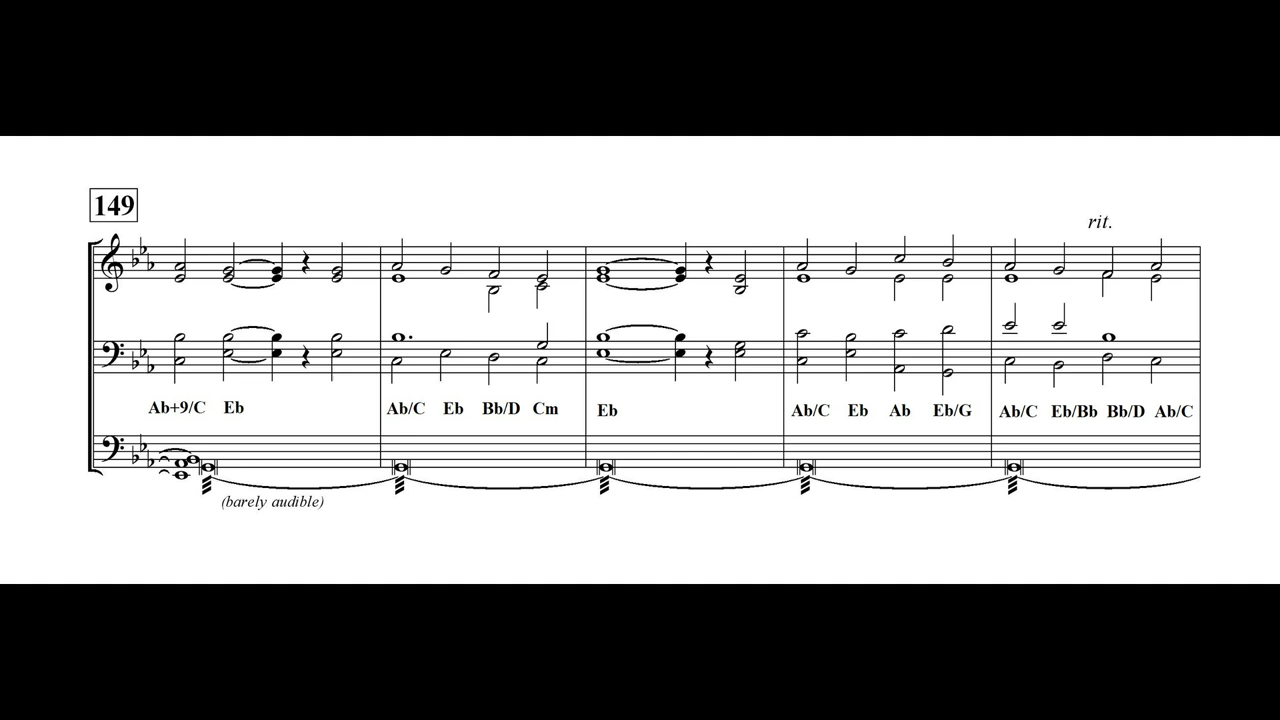 149
rit.
Ab+9/C Eb Ab/C Eb Bb/D Cm Eb Ab/C Eb Ab Eb/G Ab/C Eb/Bb Bb/D Ab/C
(barely audible)